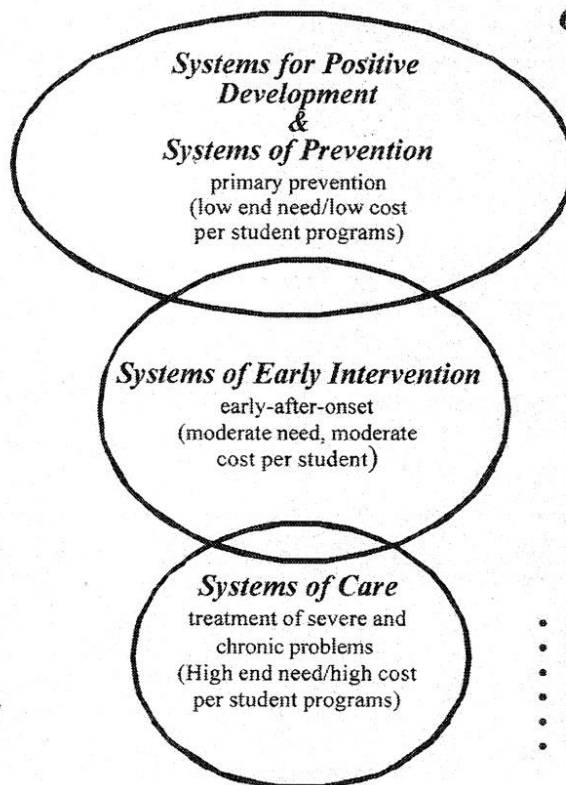 Systems for Positive
Development
&
Systems of Prevention
primary prevention
(low end need/low cost
per student programs)
Systems of Early Intervention
early-after-onset
(moderate need, moderate
cost per student)
Systems of Care
treatment of severe and
chronic problems
(High end need/high cost
per student programs)